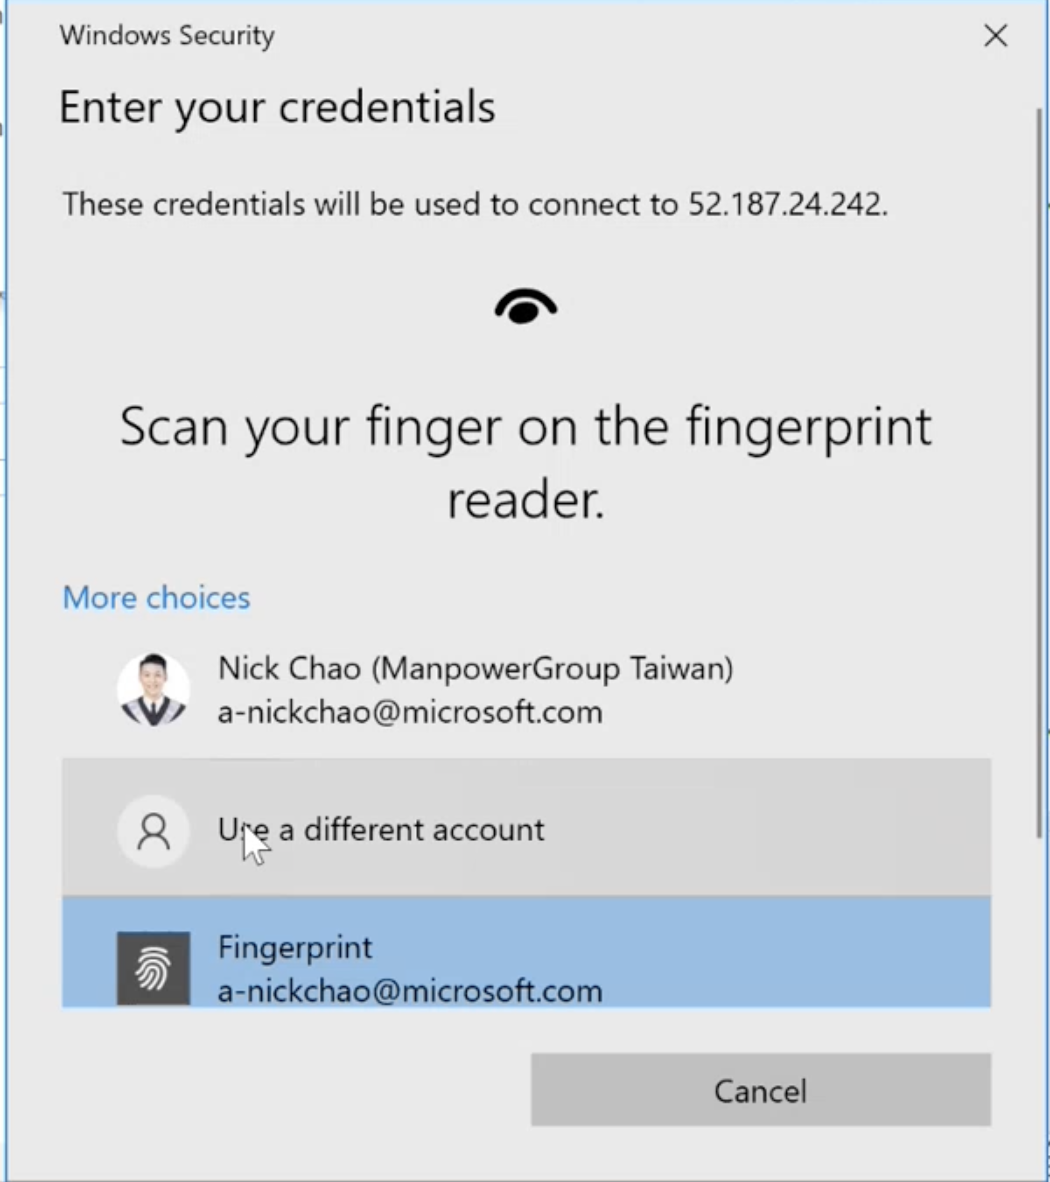 Windows Security
Enter your credentials
These credentials will be used to connect to 52.187.24.242.
Scan your finger on the fingerprint
reader.
More choices
Nick Chao (ManpowerGroup Taiwan)
a-nickchao@microsoft.com
Use a different account
Fingerprint
a-nickchao@microsoft.com
Cancel